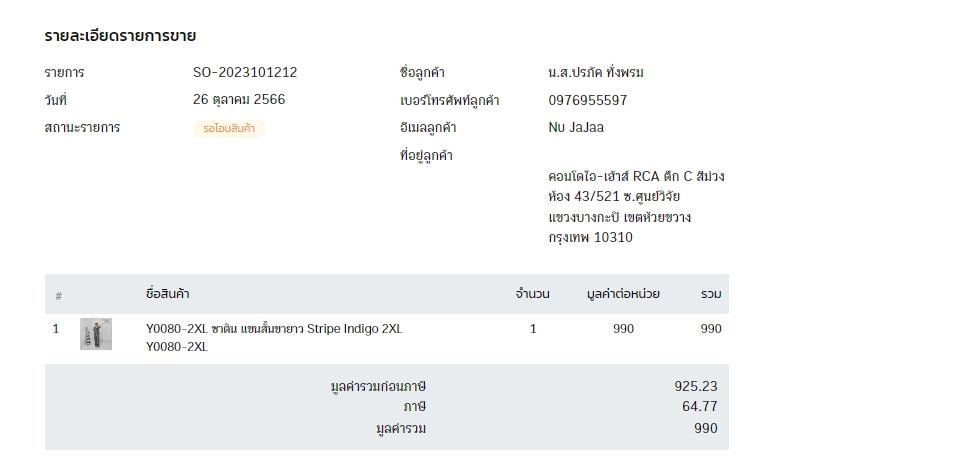 รายละเอียดรายการขาย
รายการ SO-2023101212
วันที่ 26 ตุลาคม 2566
สถานะรายการ รอโอนสินค้า
ชื่อลูกค้า น.ส.ปรภัค ทั่งพรม
เบอร์โทรศัพท์ลูกค้า 0976955597
อีเมลลูกค้า Nu JaJaa
ที่อยู่ลูกค้า
คอนโดไอ-เฮ้าส์ RCA ตึก C สีม่วง
ห้อง 43/521 ซ.ศูนย์วิจัย
แขวงบางกะปิ เขตห้วยขวาง
กรุงเทพ 10310
# ชื่อสินค้า จำนวน มูลค่าต่อหน่วย รวม
1 Y0080-2XL ซาติน แขนสั้นขายาว Stripe Indigo 2XL 1 990 990
Y0080-2XL
มูลค่ารวมก่อนภาษี 925.23
ภาษี 64.77
มูลค่ารวม 990